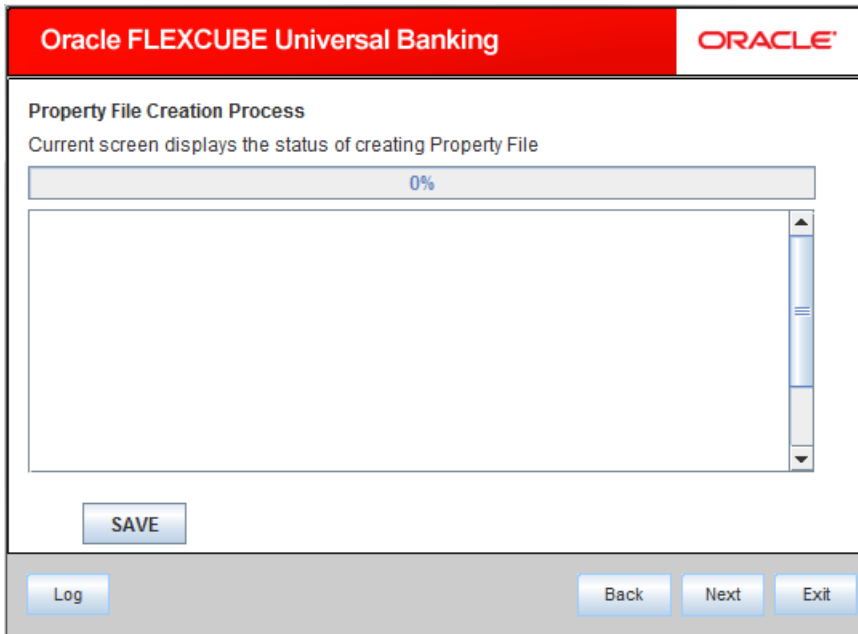 Oracle FLEXCUBE Universal Banking
ORACLE
Property File Creation Process
Current screen displays the status of creating Property File
0%
SAVE
Log
Back
Next
Exit